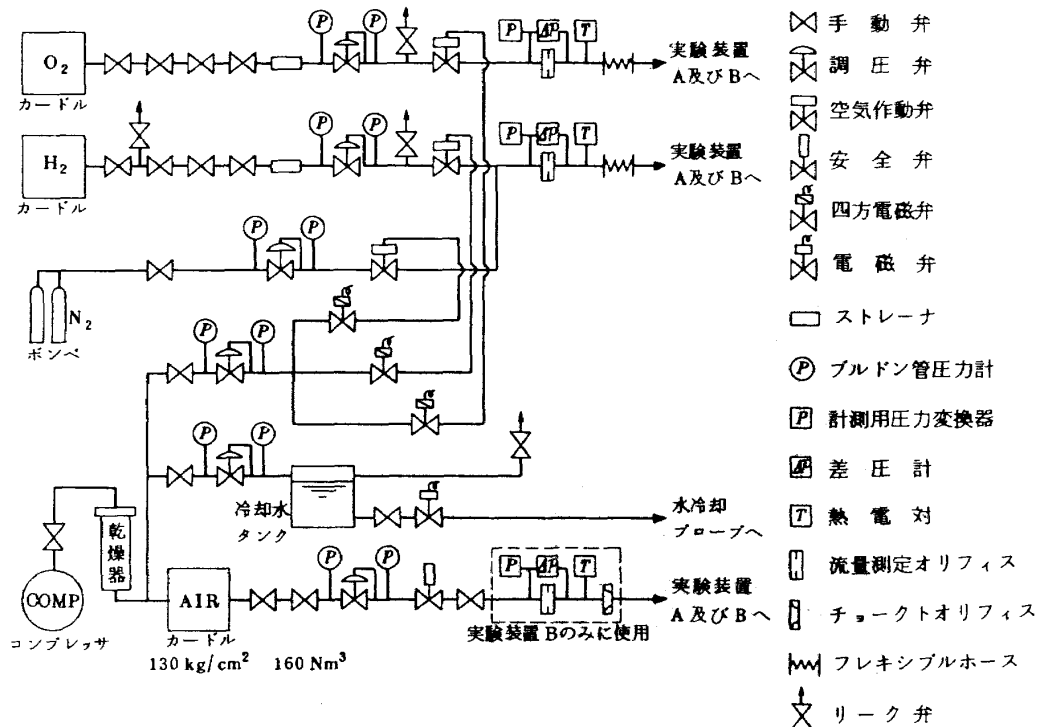 O₂
カードル
P
P
P
ΔP
T
実験装置
A及びBへ
H₂
カードル
P
P
P
ΔP
T
実験装置
A及びBへ
P
P
N₂
ボンベ
P
P
P
P
冷却水
タンク
水冷却
プローブへ
乾
燥
器
COMP
コンプレッサ
AIR
カードル
130 kg/cm² 160 Nm³
P
P
P
ΔP
T
実験装置Bのみに使用
実験装置
A及びBへ
手動弁
調圧弁
空気作動弁
安全弁
四方電磁弁
電磁弁
ストレーナ
P ブルドン管圧力計
P 計測用圧力変換器
ΔP 差圧計
T 熱電対
流量測定オリフィス
チョークトオリフィス
フレキシブルホース
リーク弁